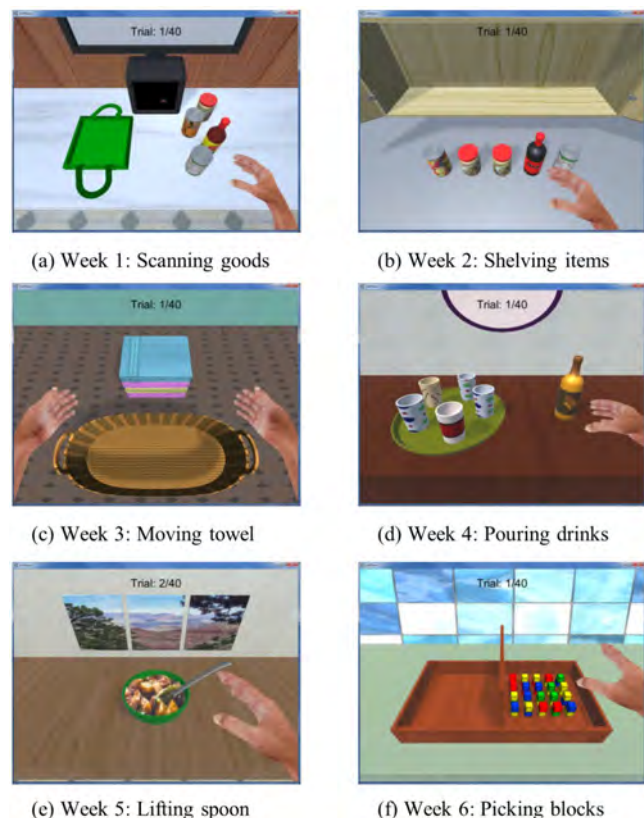 Trial: 1/40
Trial: 1/40
(a) Week 1: Scanning goods
(b) Week 2: Shelving items
Trial: 1/40
Trial: 1/40
(c) Week 3: Moving towel
(d) Week 4: Pouring drinks
Trial: 2/40
Trial: 1/40
(e) Week 5: Lifting spoon
(f) Week 6: Picking blocks